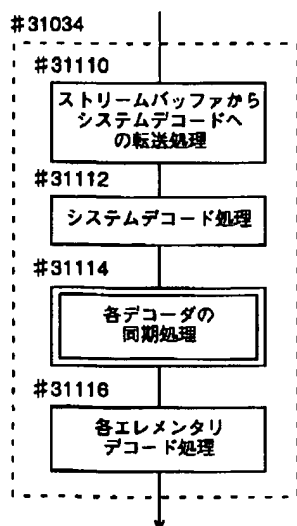 #31034
#31110
ストリームバッファから
システムデコードへ
の転送処理
#31112
システムデコード処理
#31114
各デコーダの
同期処理
#31116
各エレメンタリ
デコード処理